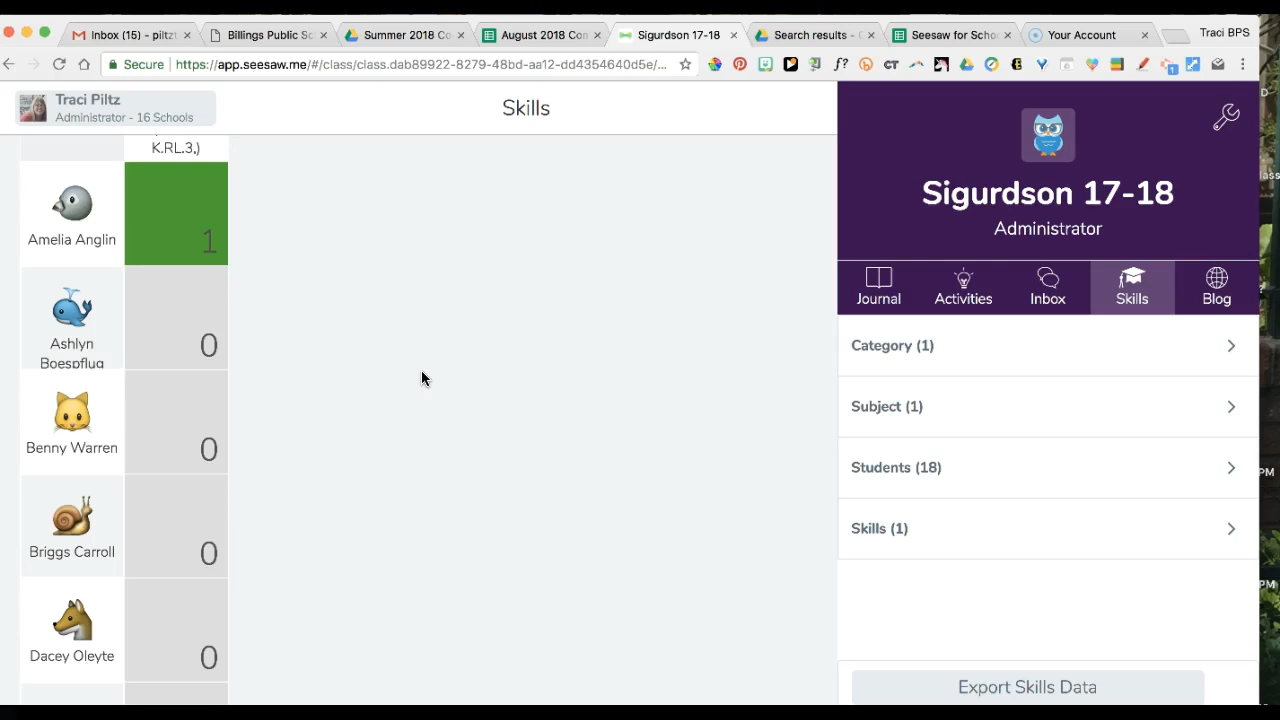 Inbox (15) - piltzt
Billings Public Sc
Summer 2018 Co
August 2018 Con
Sigurdson 17-18
Search results - G
Seesaw for Scho
Your Account
Traci BPS
Secure
https://app.seesaw.me/#/class/class.dab89922-8279-48bd-aa12-dd4354640d5e/...
Traci Piltz
Administrator - 16 Schools
Skills
K.RL.3,)
Amelia Anglin
1
Ashlyn
Boespflug
0
Benny Warren
0
Briggs Carroll
0
Dacey Oleyte
0
Sigurdson 17-18
Administrator
Journal
Activities
Inbox
Skills
Blog
Category (1)
Subject (1)
Students (18)
Skills (1)
Export Skills Data
PM
PM